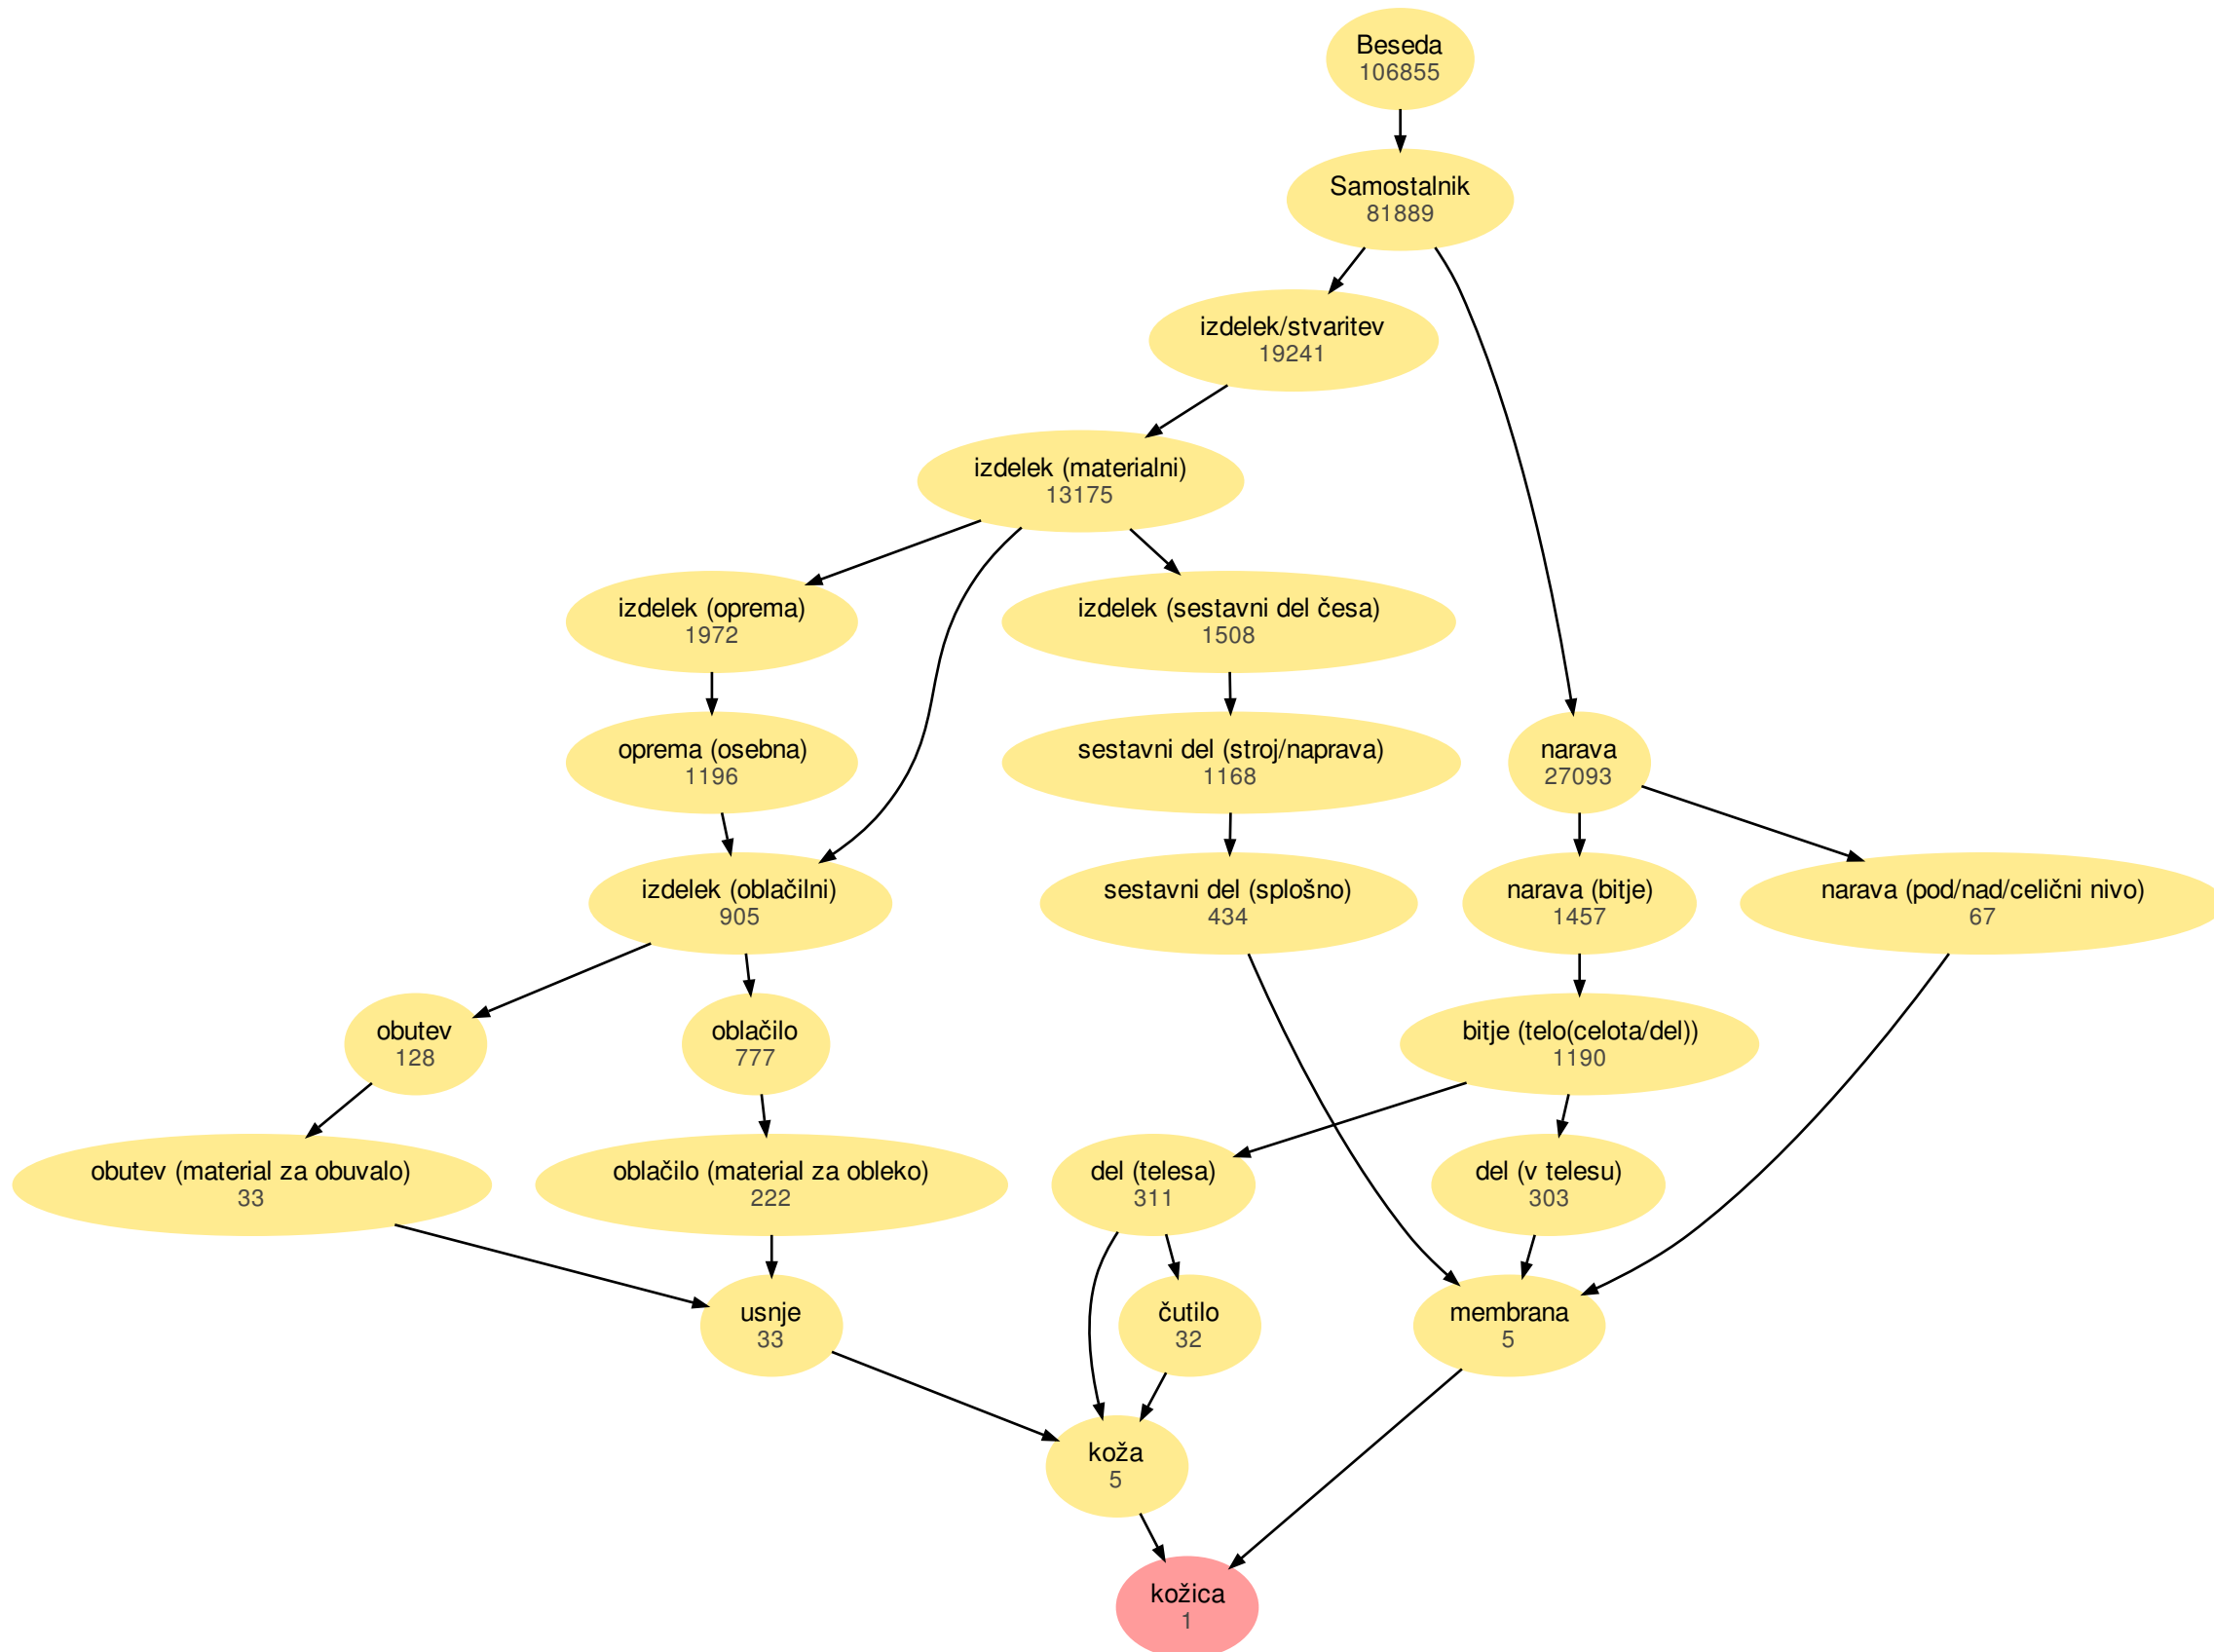 Beseda
106855
Samostalnik
81889
izdelek/stvaritev
19241
izdelek (materialni)
13175
izdelek (oprema)
1972
izdelek (sestavni del česa)
1508
oprema (osebna)
1196
sestavni del (stroj/naprava)
1168
narava
27093
izdelek (oblačilni)
905
sestavni del (splošno)
434
narava (bitje)
1457
narava (pod/nad/celični nivo)
67
obutev
128
oblačilo
777
bitje (telo(celota/del))
1190
obutev (material za obuvalo)
33
oblačilo (material za obleko)
222
del (telesa)
311
del (v telesu)
303
usnje
33
čutilo
32
membrana
5
koža
5
kožica
1